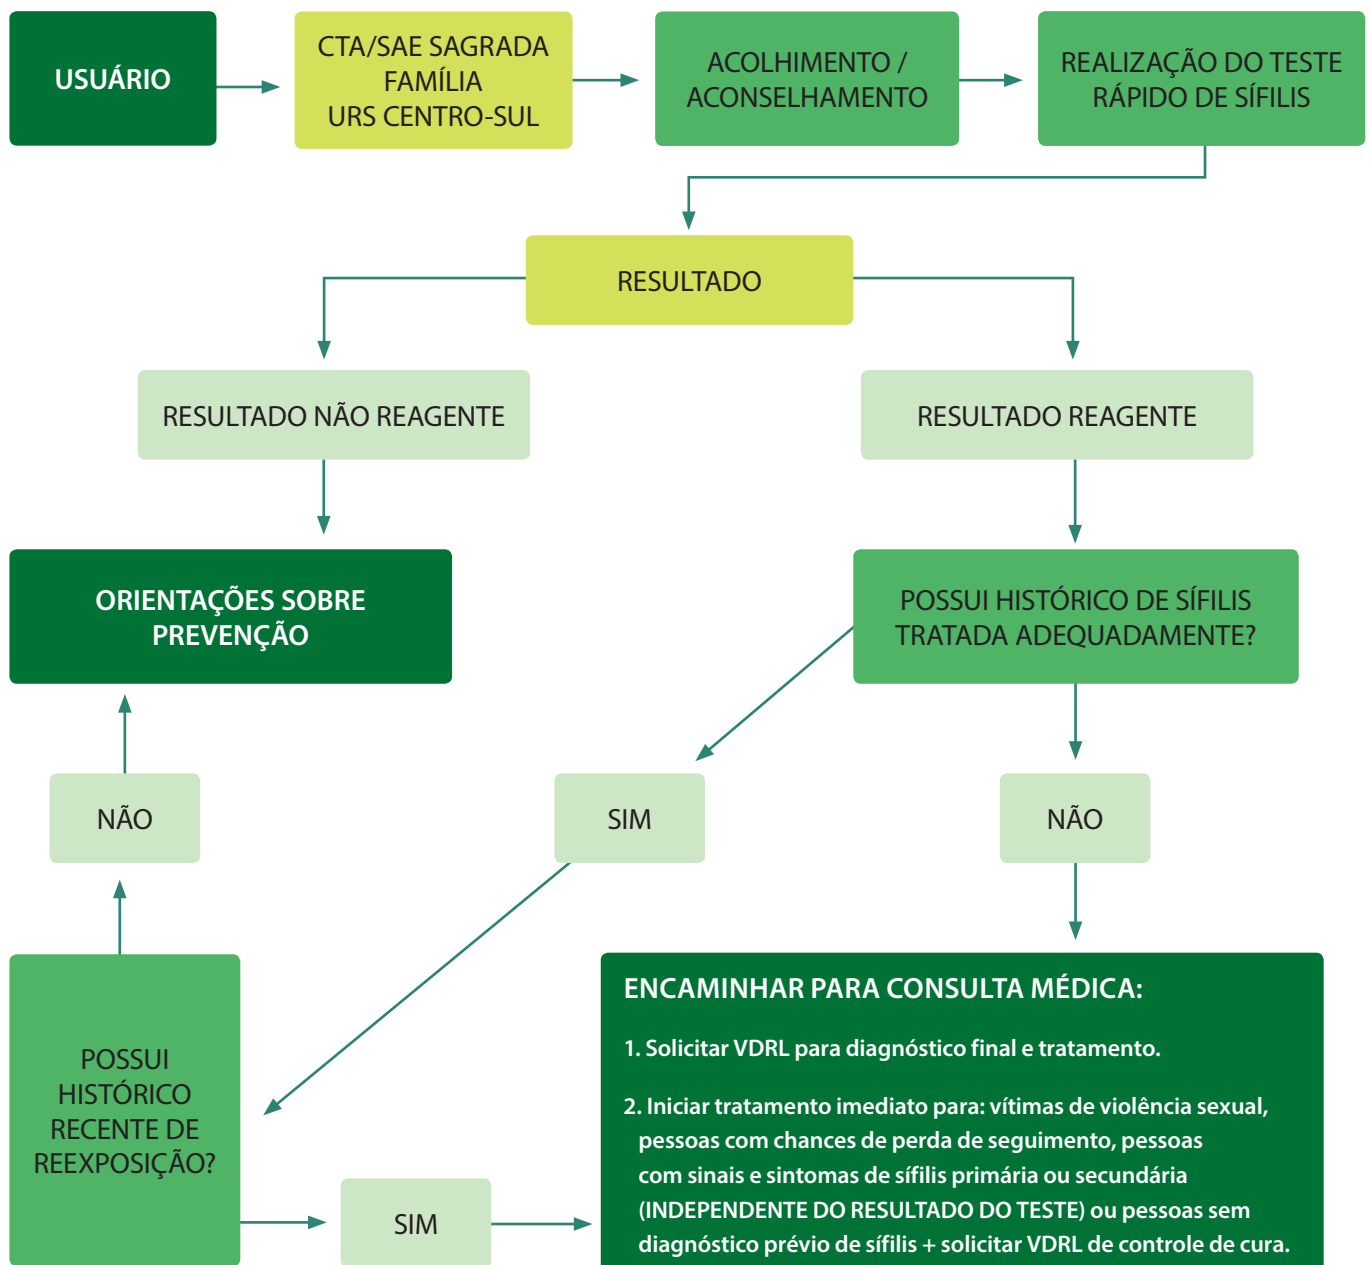 USUÁRIO
CTA/SAE SAGRADA
FAMÍLIA
URS CENTRO-SUL
ACOLHIMENTO /
ACONSELHAMENTO
REALIZAÇÃO DO TESTE
RÁPIDO DE SÍFILIS
RESULTADO
RESULTADO NÃO REAGENTE
RESULTADO REAGENTE
ORIENTAÇÕES SOBRE
PREVENÇÃO
POSSUI HISTÓRICO DE SÍFILIS
TRATADA ADEQUADAMENTE?
NÃO
SIM
NÃO
POSSUI
HISTÓRICO
RECENTE DE
REEXPOSIÇÃO?
SIM
ENCAMINHAR PARA CONSULTA MÉDICA:
1. Solicitar VDRL para diagnóstico final e tratamento.
2. Iniciar tratamento imediato para: vítimas de violência sexual,
pessoas com chances de perda de seguimento, pessoas
com sinais e sintomas de sífilis primária ou secundária
(INDEPENDENTE DO RESULTADO DO TESTE) ou pessoas sem
diagnóstico prévio de sífilis + solicitar VDRL de controle de cura.